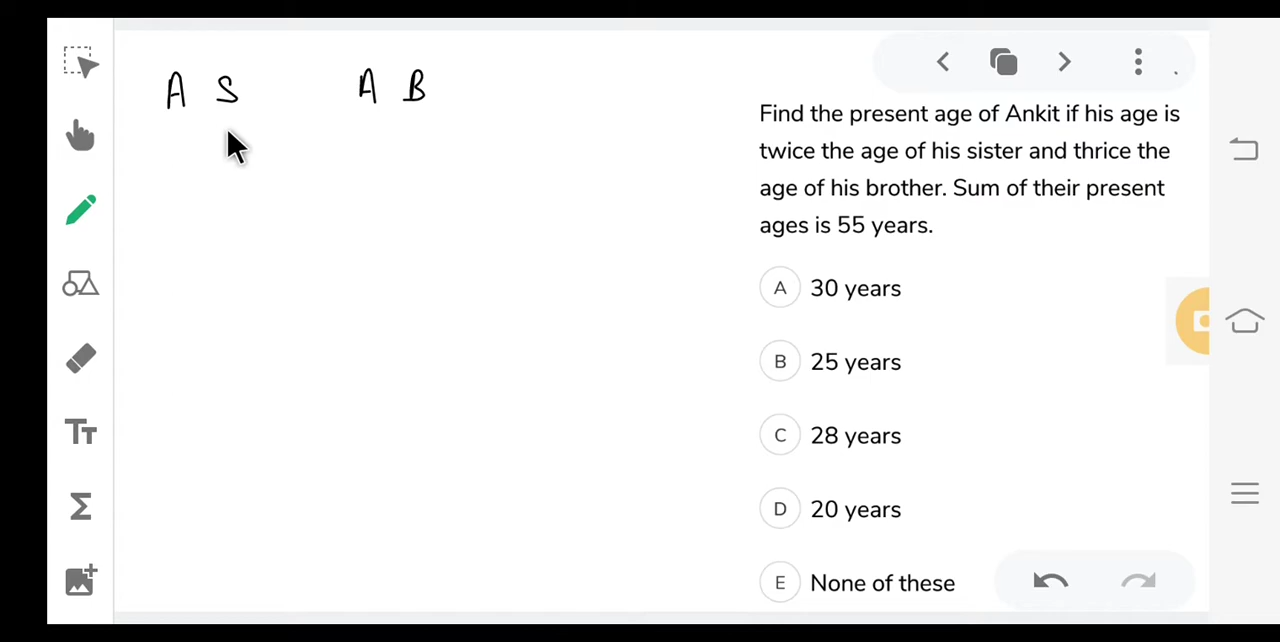 A S A B
Find the present age of Ankit if his age is
twice the age of his sister and thrice the
age of his brother. Sum of their present
ages is 55 years.
A 30 years
B 25 years
C 28 years
D 20 years
E None of these
TT
Σ